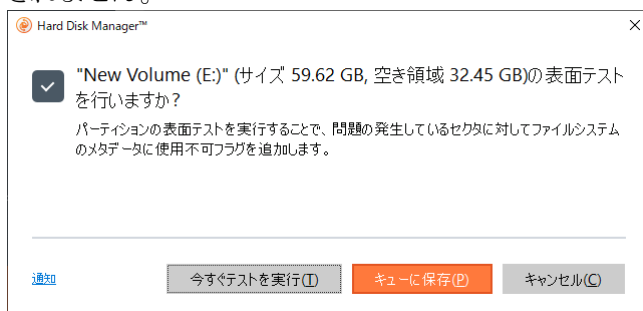 されません。
Hard Disk Manager™
"New Volume (E:)" (サイズ 59.62 GB, 空き領域 32.45 GB)の表面テスト
を行いますか？
パーティションの表面テストを実行することで、問題の発生しているセクタに対してファイルシステム
のメタデータに使用不可フラグを追加します。
通知
今すぐテストを実行(T)
キューに保存(P)
キャンセル(C)